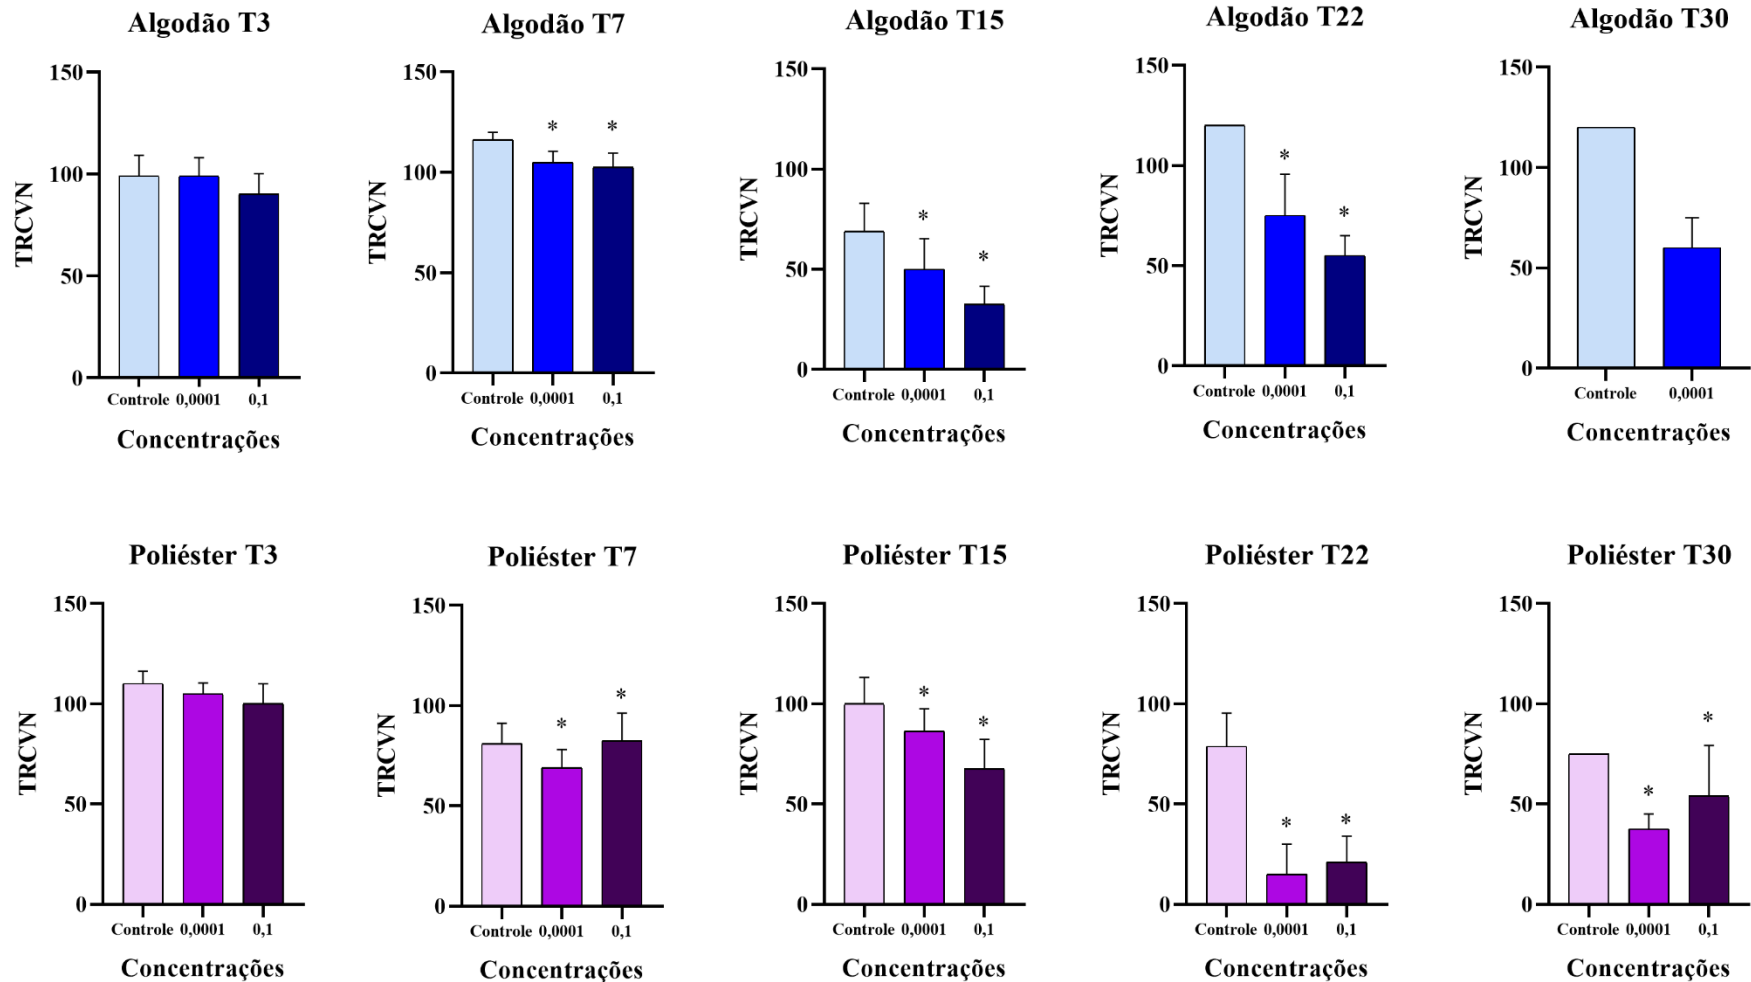 Algodão T3
150
100
50
0
TRCVN
Controle 0,0001 0,1
Concentrações
Algodão T7
150
100
50
0
TRCVN
* *
Controle 0,0001 0,1
Concentrações
Algodão T15
150
100
50
0
TRCVN
* *
Controle 0,0001 0,1
Concentrações
Algodão T22
150
100
50
0
TRCVN
* *
Controle 0,0001 0,1
Concentrações
Algodão T30
150
100
50
0
TRCVN
Controle 0,0001
Concentrações
Poliéster T3
150
100
50
0
TRCVN
Controle 0,0001 0,1
Concentrações
Poliéster T7
150
100
50
0
TRCVN
* *
Controle 0,0001 0,1
Concentrações
Poliéster T15
150
100
50
0
TRCVN
* *
Controle 0,0001 0,1
Concentrações
Poliéster T22
150
100
50
0
TRCVN
* *
Controle 0,0001 0,1
Concentrações
Poliéster T30
150
100
50
0
TRCVN
* *
Controle 0,0001 0,1
Concentrações